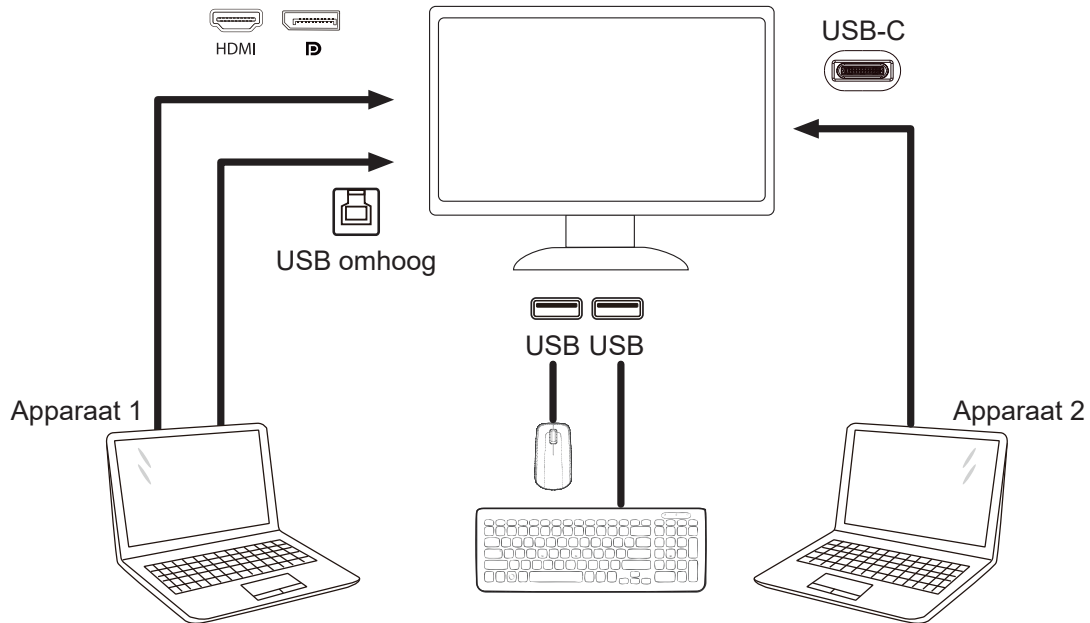 HDMI
USB-C
USB omhoog
USB USB
Apparaat 1
Apparaat 2